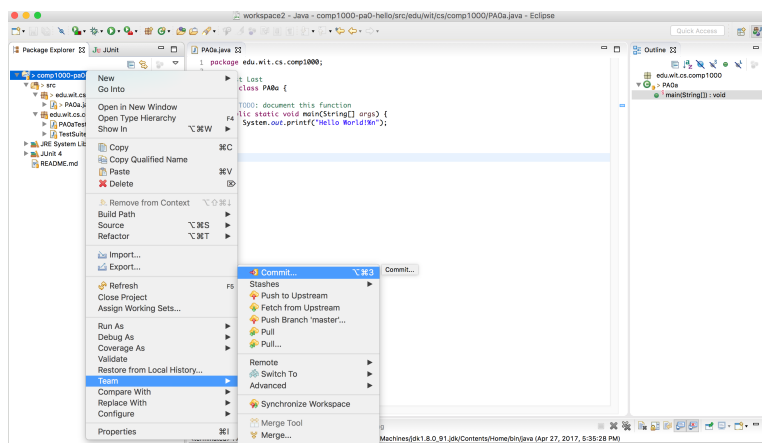 workspace2 - Java - comp1000-pa0-hello/src/edu/wit/cs/comp1000/PA0a.java - Eclipse
Quick Access
Package Explorer
JUnit
PA0a.java
Outline
1 package edu.wit.cs.comp1000;
t Last
class PA0a {
TODO: document this function
lic static void main(String[] args) {
System.out.printf("Hello World!%n");
> comp1000-pa0
> src
> edu.wit.cs
> PA0a.ja
edu.wit.cs.c
PA0aTest
TestSuite
JRE System Lib
JUnit 4
README.md
New
Go Into
Open in New Window
Open Type Hierarchy F4
Show In ⌥⌘W
Copy ⌘C
Copy Qualified Name
Paste ⌘V
Delete ⌦
Remove from Context ⌥⇧⌘↓
Build Path
Source ⌥⌘S
Refactor ⌥⌘T
Import...
Export...
Refresh F5
Close Project
Assign Working Sets...
Run As
Debug As
Coverage As
Validate
Restore from Local History...
Team
Compare With
Replace With
Configure
Properties ⌘I
Commit... ⌥⌘3
Stashes
Push to Upstream
Fetch from Upstream
Push Branch 'master'...
Pull
Pull...
Remote
Switch To
Advanced
Synchronize Workspace
Merge Tool
Merge...
Commit...
edu.wit.cs.comp1000
> PA0a
main(String[]) : void
Machines/jdk1.8.0_91.jdk/Contents/Home/bin/java (Apr 27, 2017, 5:35:28 PM)